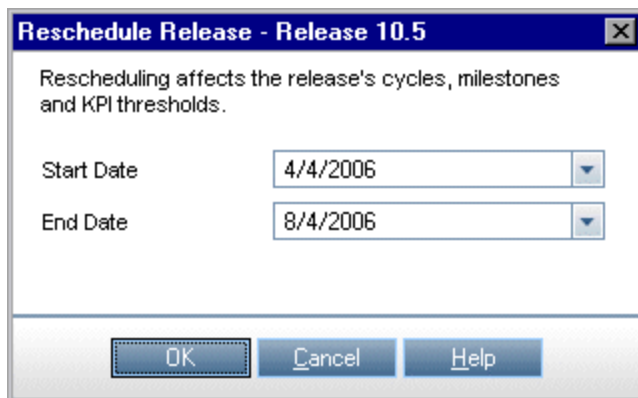 Reschedule Release - Release 10.5
Rescheduling affects the release's cycles, milestones
and KPI thresholds.
Start Date 4/4/2006
End Date 8/4/2006
OK Cancel Help